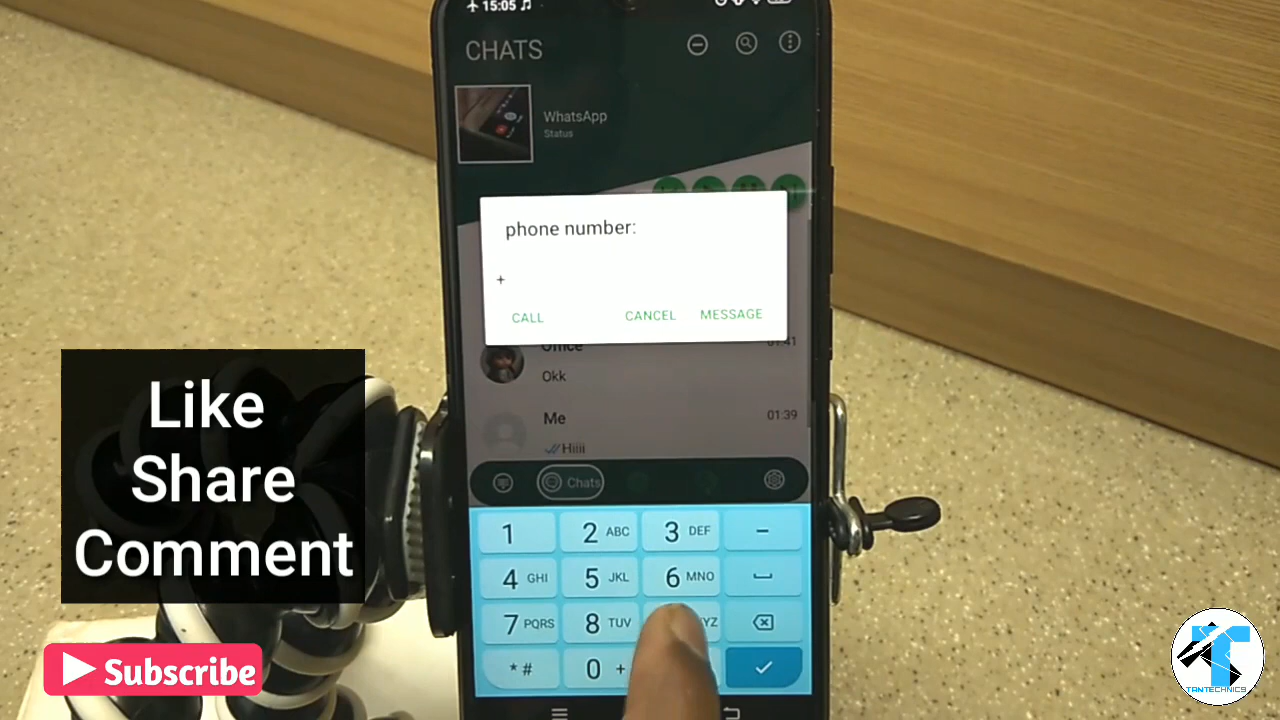 15:05
CHATS
WhatsApp
Status
phone number:
+
CALL
CANCEL
MESSAGE
Office
01:41
Okk
Me
01:39
Hiiii
Chats
1
2 ABC
3 DEF
-
4 GHI
5 JKL
6 MNO
7 PQRS
8 TUV
*#
0 +
Like
Share
Comment
Subscribe
TANTECHNICS